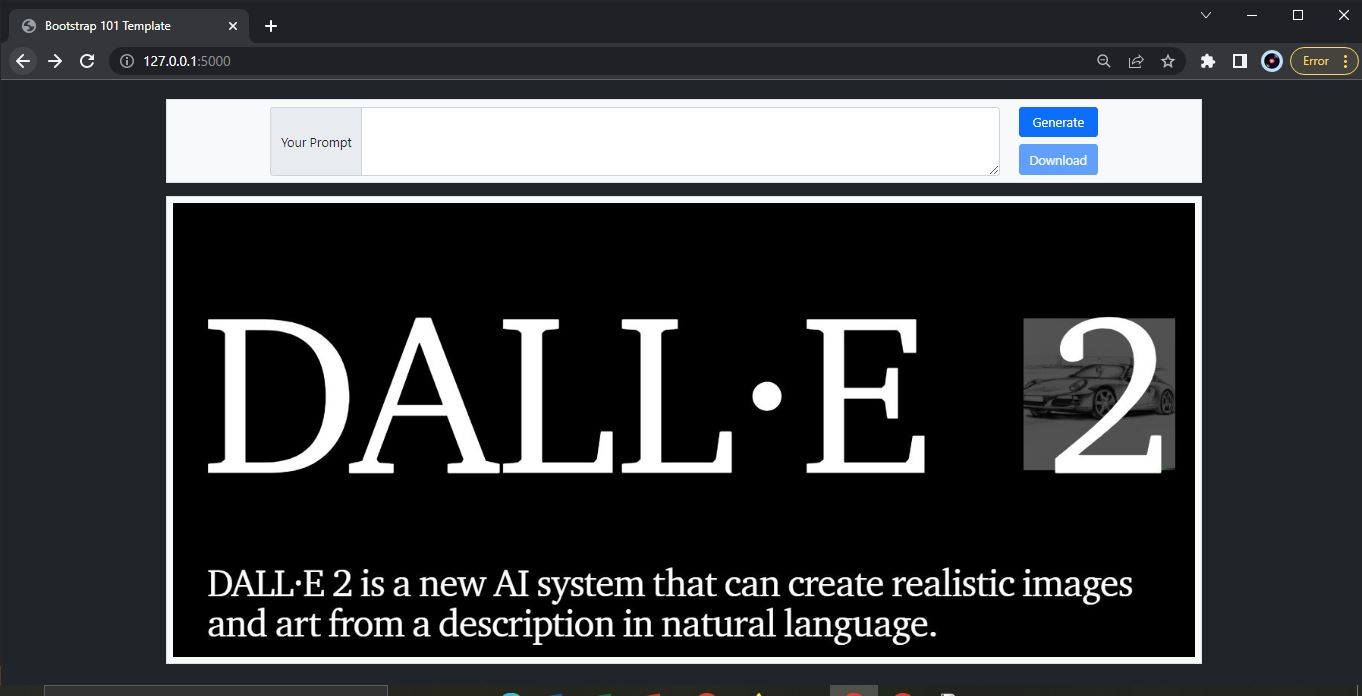 Bootstrap 101 Template
127.0.0.1:5000
Error
Your Prompt
Generate
Download
DALL·E 2
DALL·E 2 is a new AI system that can create realistic images
and art from a description in natural language.